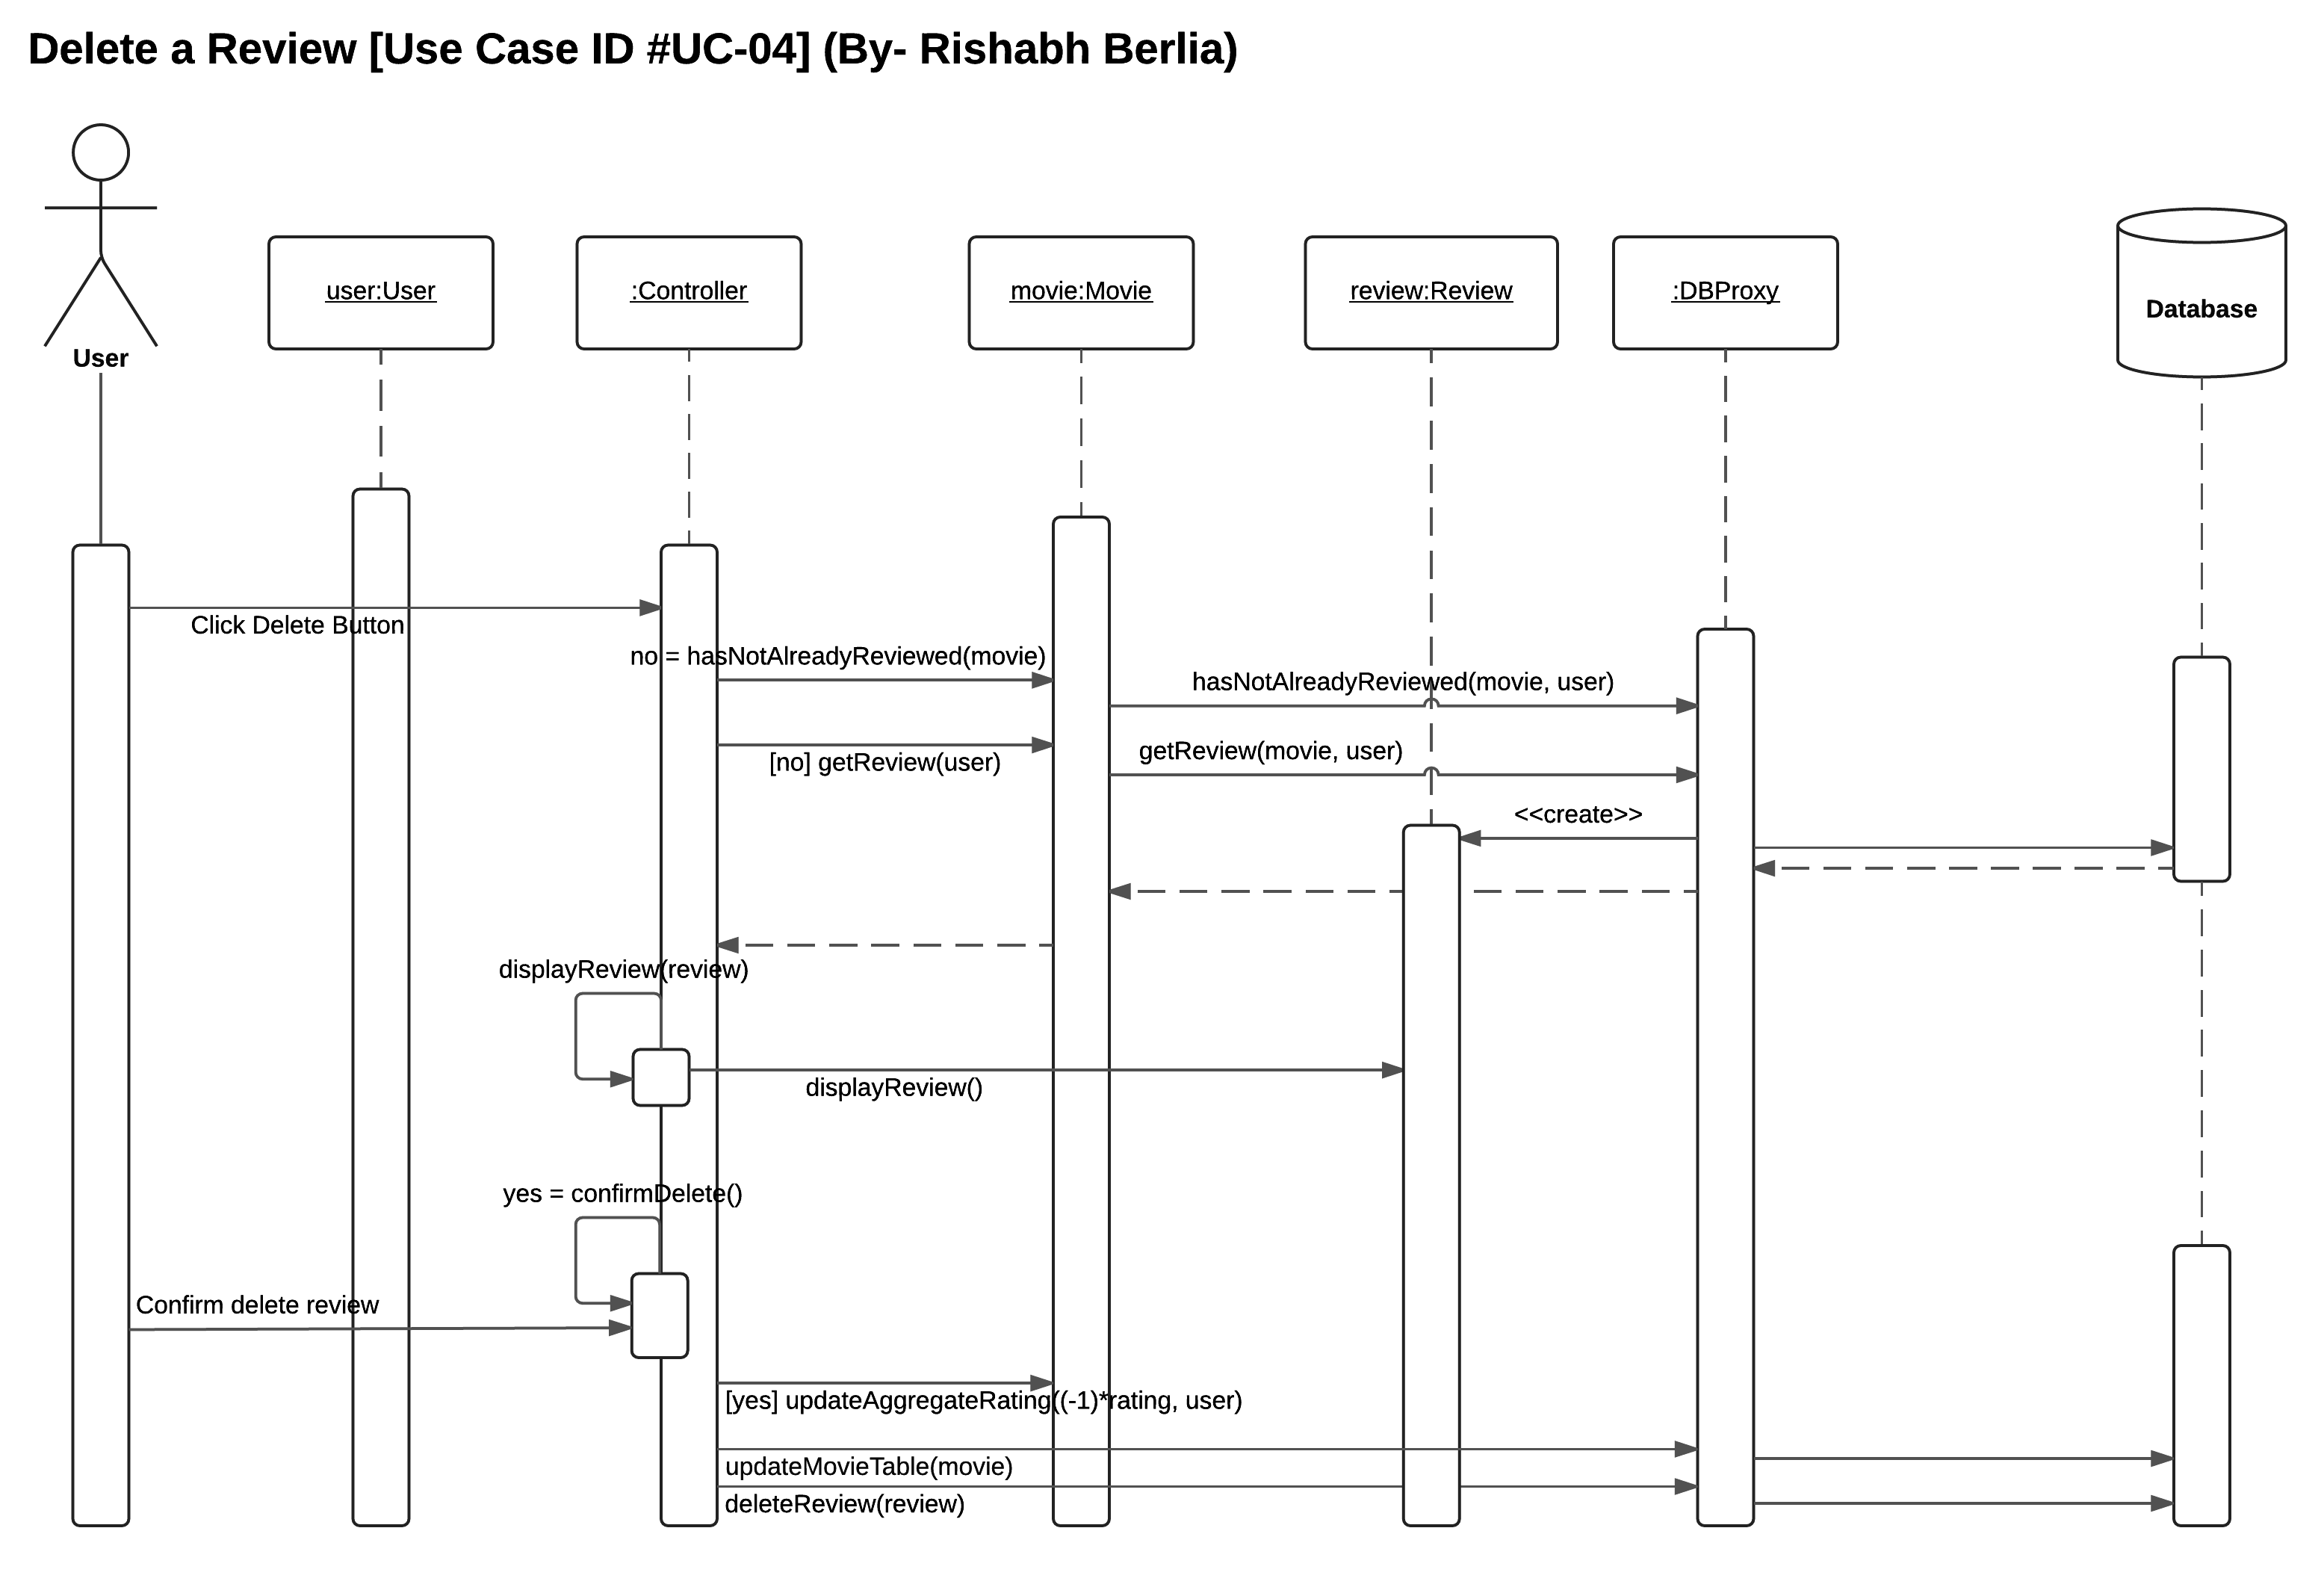 Delete a Review [Use Case ID #UC-04] (By- Rishabh Berlia)
User
user:User
:Controller
movie:Movie
review:Review
:DBProxy
Database
Click Delete Button
no = hasNotAlreadyReviewed(movie)
hasNotAlreadyReviewed(movie, user)
[no] getReview(user)
getReview(movie, user)
<<create>>
displayReview(review)
displayReview()
yes = confirmDelete()
Confirm delete review
[yes] updateAggregateRating((-1)*rating, user)
updateMovieTable(movie)
deleteReview(review)